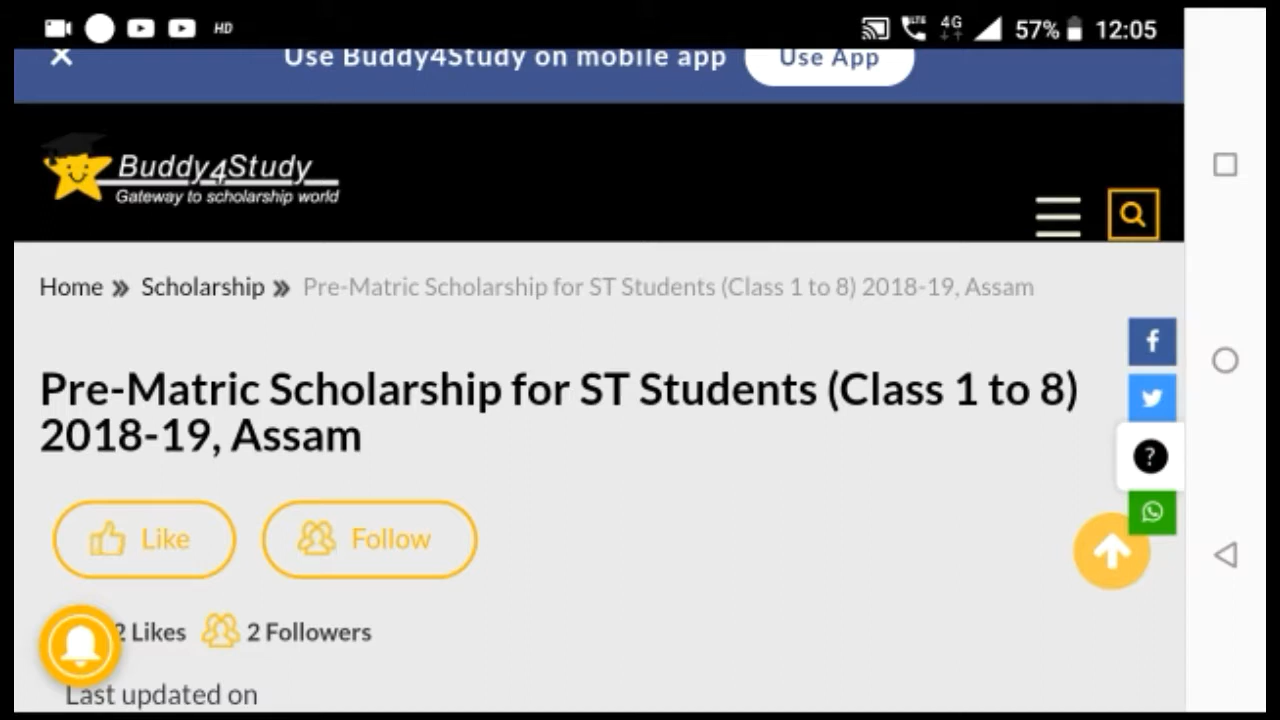 HD LTE 4G 57% 12:05
× Use Buddy4Study on mobile app Use App
Buddy4Study
Gateway to scholarship world
Home » Scholarship » Pre-Matric Scholarship for ST Students (Class 1 to 8) 2018-19, Assam
Pre-Matric Scholarship for ST Students (Class 1 to 8)
2018-19, Assam
Like Follow
?
2 Likes 2 Followers
Last updated on